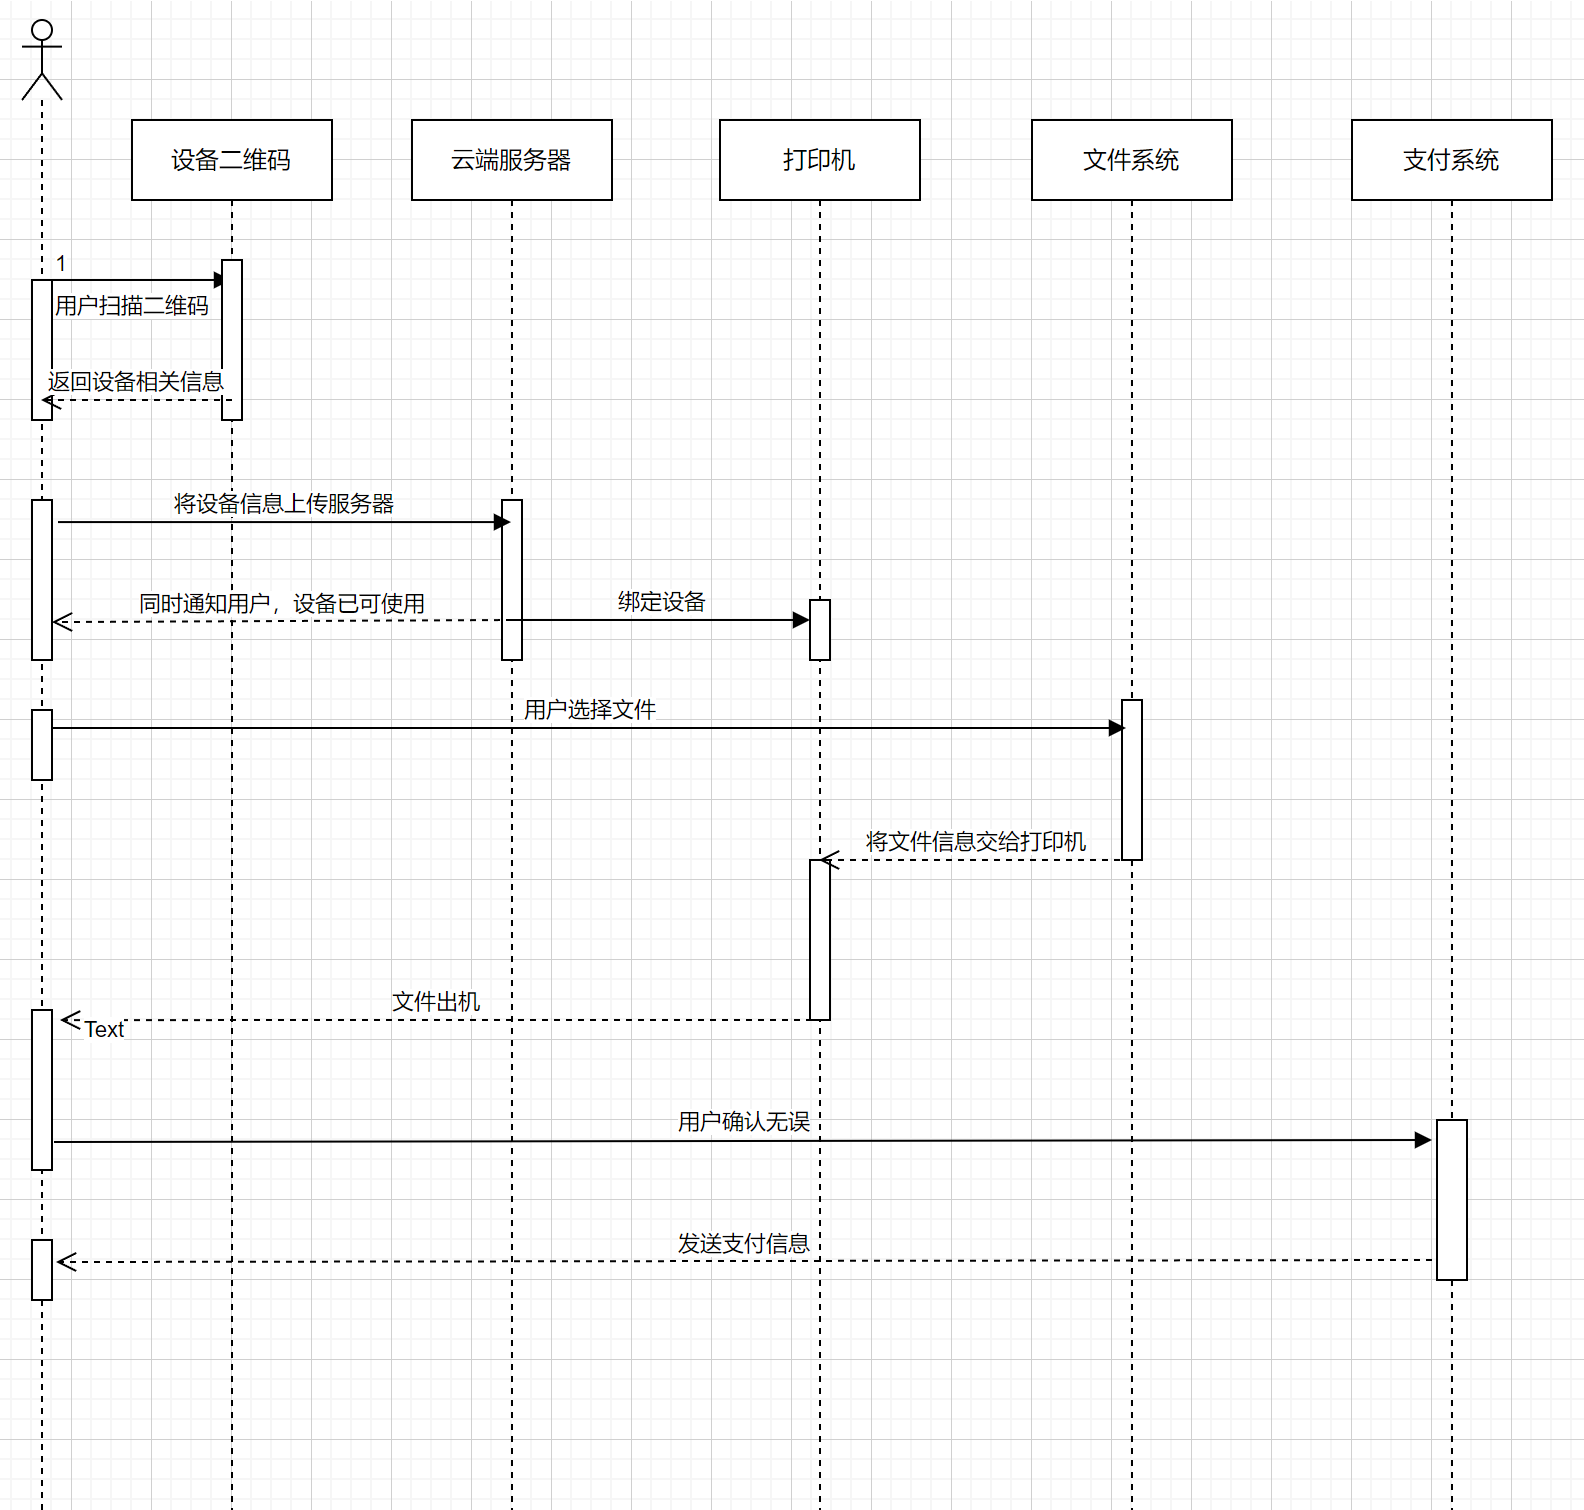 设备二维码
云端服务器
打印机
文件系统
支付系统
1
用户扫描二维码
返回设备相关信息
将设备信息上传服务器
同时通知用户，设备已可使用
绑定设备
用户选择文件
将文件信息交给打印机
文件出机
Text
用户确认无误
发送支付信息